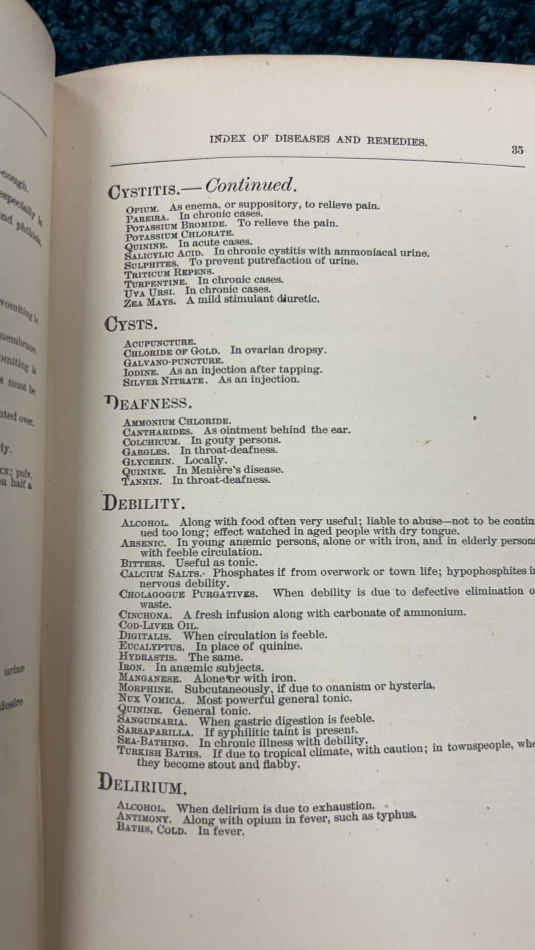 INDEX OF DISEASES AND REMEDIES.
35
CYSTITIS.—Continued.
OPIUM. As enema, or suppository, to relieve pain.
PAREIRA. In chronic cases.
POTASSIUM BROMIDE. To relieve the pain.
POTASSIUM CHLORATE.
QUININE. In acute cases.
SALICYLIC ACID. In chronic cystitis with ammoniacal urine.
SULPHITES. To prevent putrefaction of urine.
TRITICUM REPENS.
TURPENTINE. In chronic cases.
UVA URSI. In chronic cases.
ZEA MAYS. A mild stimulant diuretic.
CYSTS.
ACUPUNCTURE.
CHLORIDE OF GOLD. In ovarian dropsy.
GALVANO-PUNCTURE.
IODINE. As an injection after tapping.
SILVER NITRATE. As an injection.
DEAFNESS.
AMMONIUM CHLORIDE.
CANTHARIDES. As ointment behind the ear.
COLCHICUM. In gouty persons.
GARGLES. In throat-deafness.
GLYCERIN. Locally.
QUININE. In Menière's disease.
TANNIN. In throat-deafness.
DEBILITY.
ALCOHOL. Along with food often very useful; liable to abuse—not to be contin
ued too long; effect watched in aged people with dry tongue.
ARSENIC. In young anæmic persons, alone or with iron, and in elderly person
with feeble circulation.
BITTERS. Useful as tonic.
CALCIUM SALTS. Phosphates if from overwork or town life; hypophosphites in
nervous debility.
CHOLAGOGUE PURGATIVES. When debility is due to defective elimination o
waste.
CINCHONA. A fresh infusion along with carbonate of ammonium.
COD-LIVER OIL.
DIGITALIS. When circulation is feeble.
EUCALYPTUS. In place of quinine.
HYDRASTIS. The same.
IRON. In anæmic subjects.
MANGANESE. Alone or with iron.
MORPHINE. Subcutaneously, if due to onanism or hysteria.
NUX VOMICA. Most powerful general tonic.
QUININE. General tonic.
SANGUINARIA. When gastric digestion is feeble.
SARSAPARILLA. If syphilitic taint is present.
SEA-BATHING. In chronic illness with debility.
TURKISH BATHS. If due to tropical climate, with caution; in townspeople, whe
they become stout and flabby.
DELIRIUM.
ALCOHOL. When delirium is due to exhaustion.
ANTIMONY. Along with opium in fever, such as typhus.
BATHS, COLD. In fever.